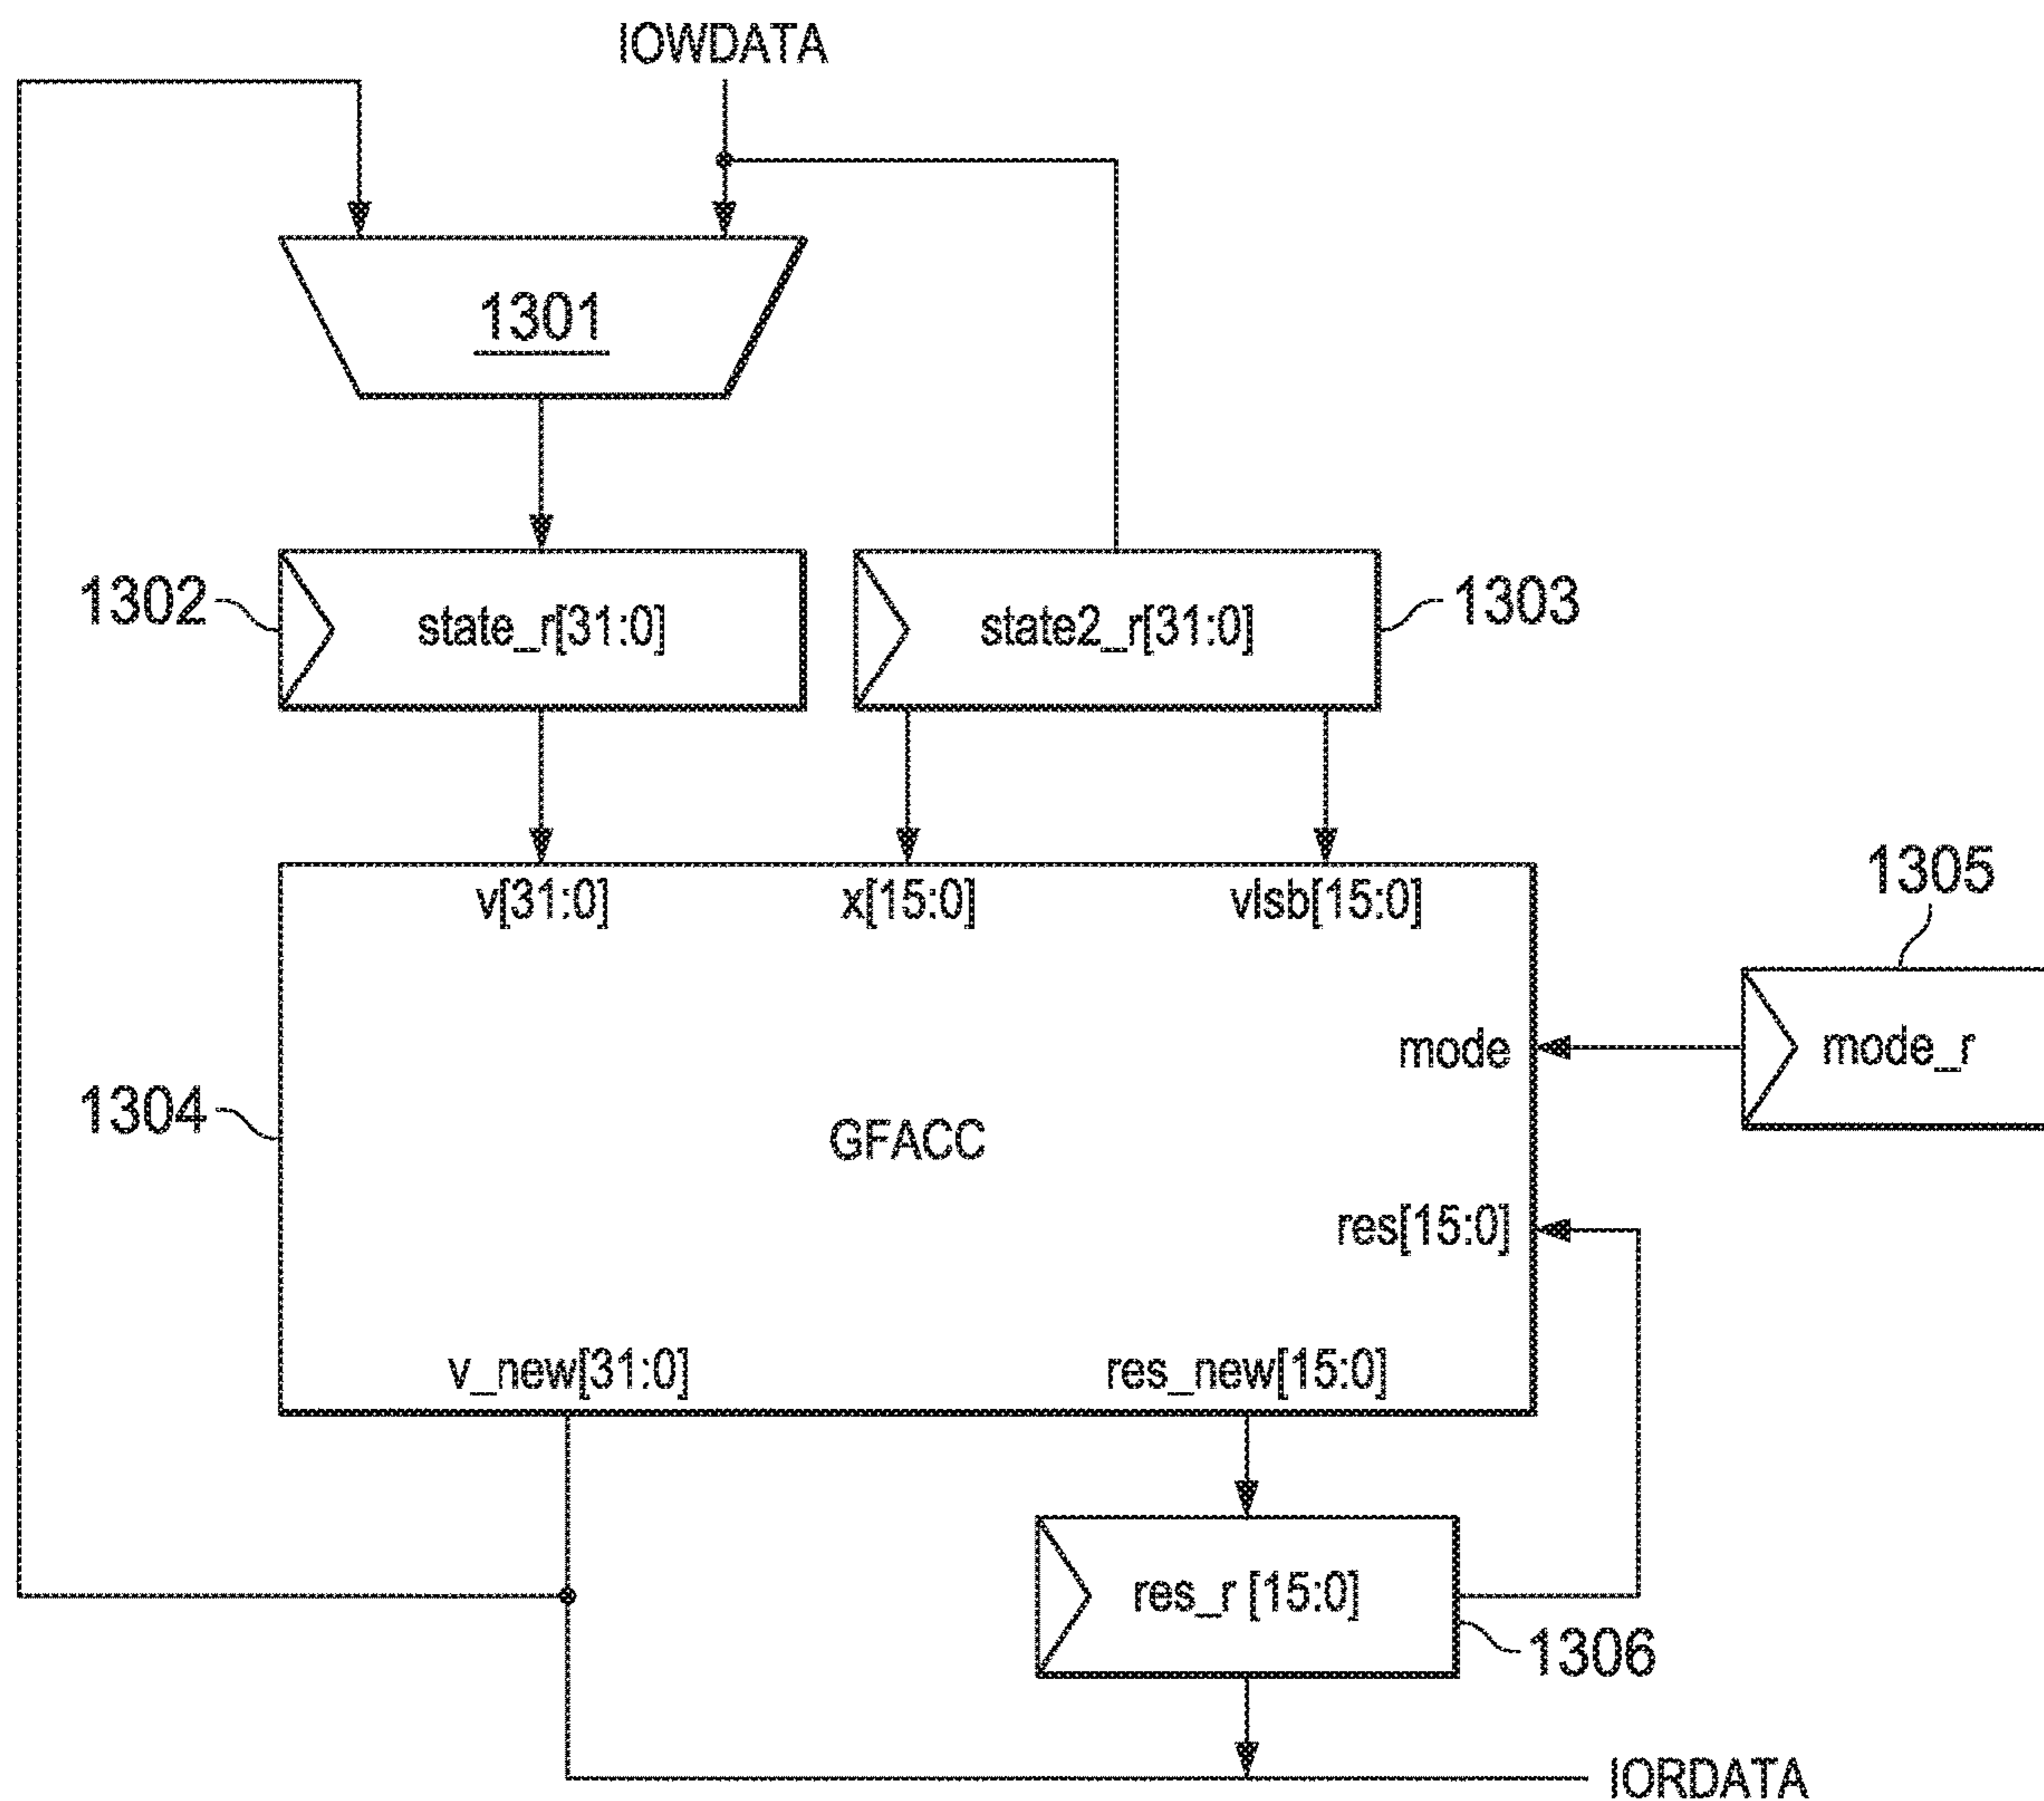 IOWDATA
1301
1302
state_r[31:0]
state2_r[31:0]
1303
v[31:0]
x[15:0]
vlsb[15:0]
1305
mode
mode_r
1304
GFACC
res[15:0]
v_new[31:0]
res_new[15:0]
res_r [15:0]
1306
IORDATA